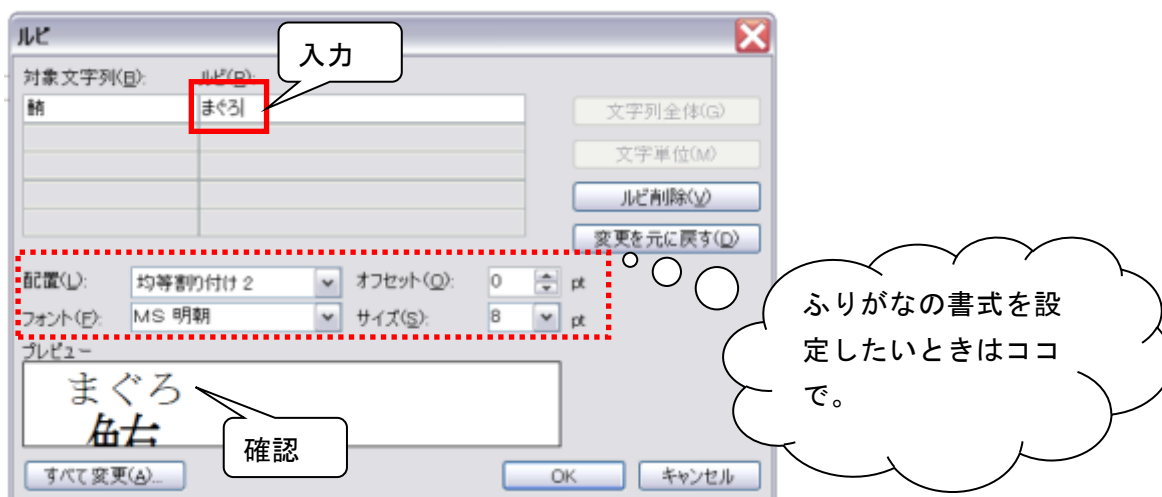 ルビ
入力
対象文字列(B): ルビ(R):
鮪 まぐろ
文字列全体(G)
文字単位(M)
ルビ削除(V)
変更を元に戻す(D)
配置(L): 均等割り付け 2 オフセット(O): 0 pt
フォント(F): MS 明朝 サイズ(S): 8 pt
ふりがなの書式を設
定したいときはココ
で。
プレビュー
まぐろ
鮪
確認
すべて変更(A)... OK キャンセル